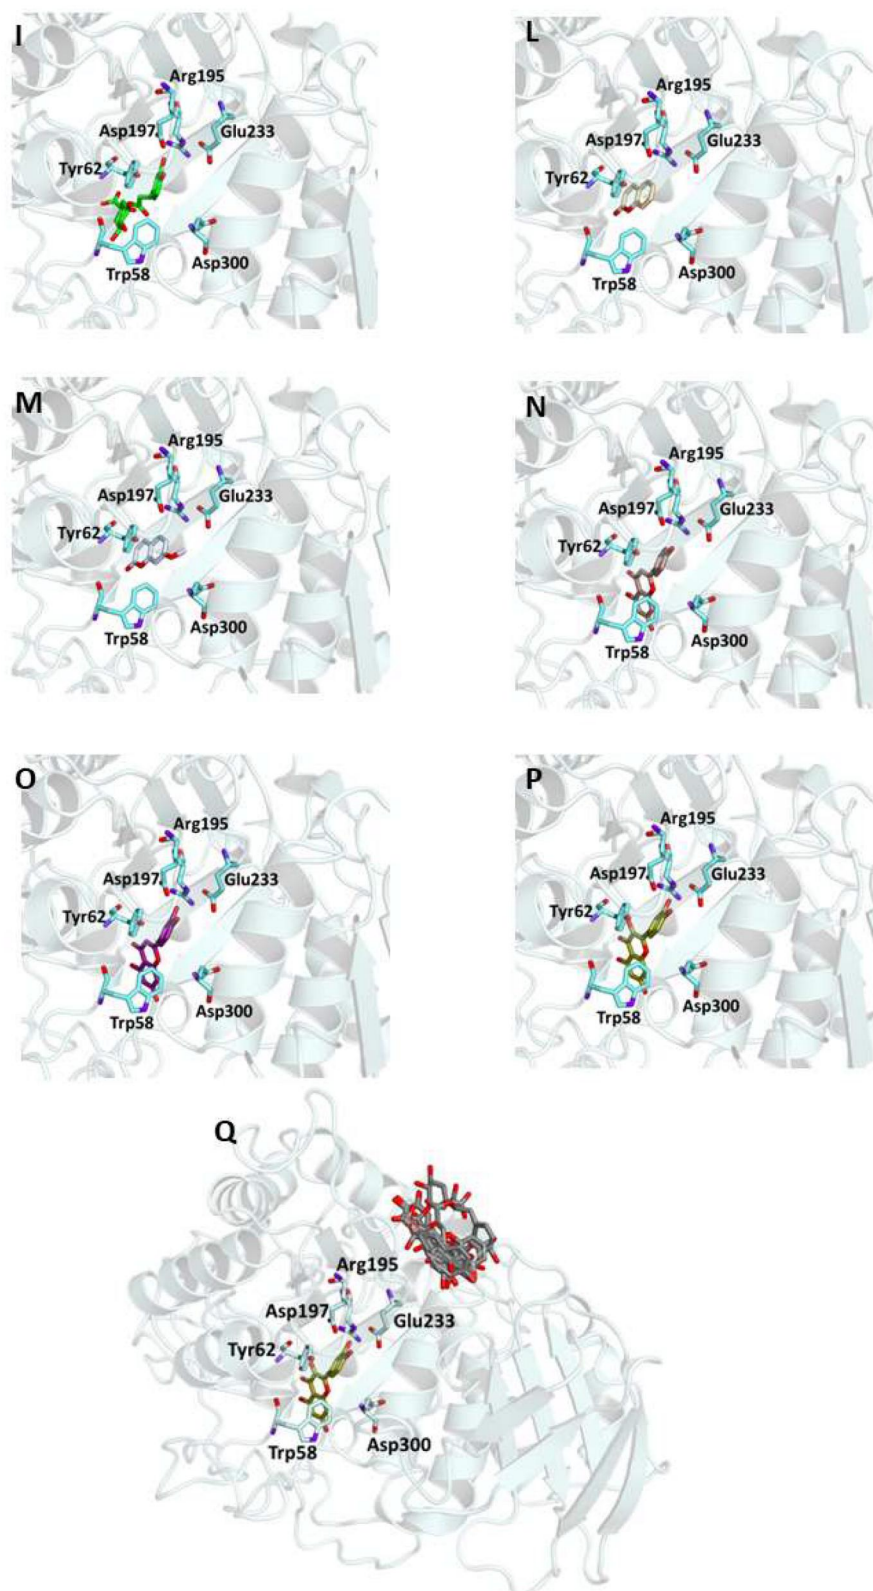 I
Arg195
Asp197
Glu233
Tyr62
Trp58
Asp300
L
Arg195
Asp197
Glu233
Tyr62
Trp58
Asp300
M
Arg195
Asp197
Glu233
Tyr62
Trp58
Asp300
N
Arg195
Asp197
Glu233
Tyr62
Trp58
Asp300
O
Arg195
Asp197
Glu233
Tyr62
Trp58
Asp300
P
Arg195
Asp197
Glu233
Tyr62
Trp58
Asp300
Q
Arg195
Asp197
Glu233
Tyr62
Trp58
Asp300